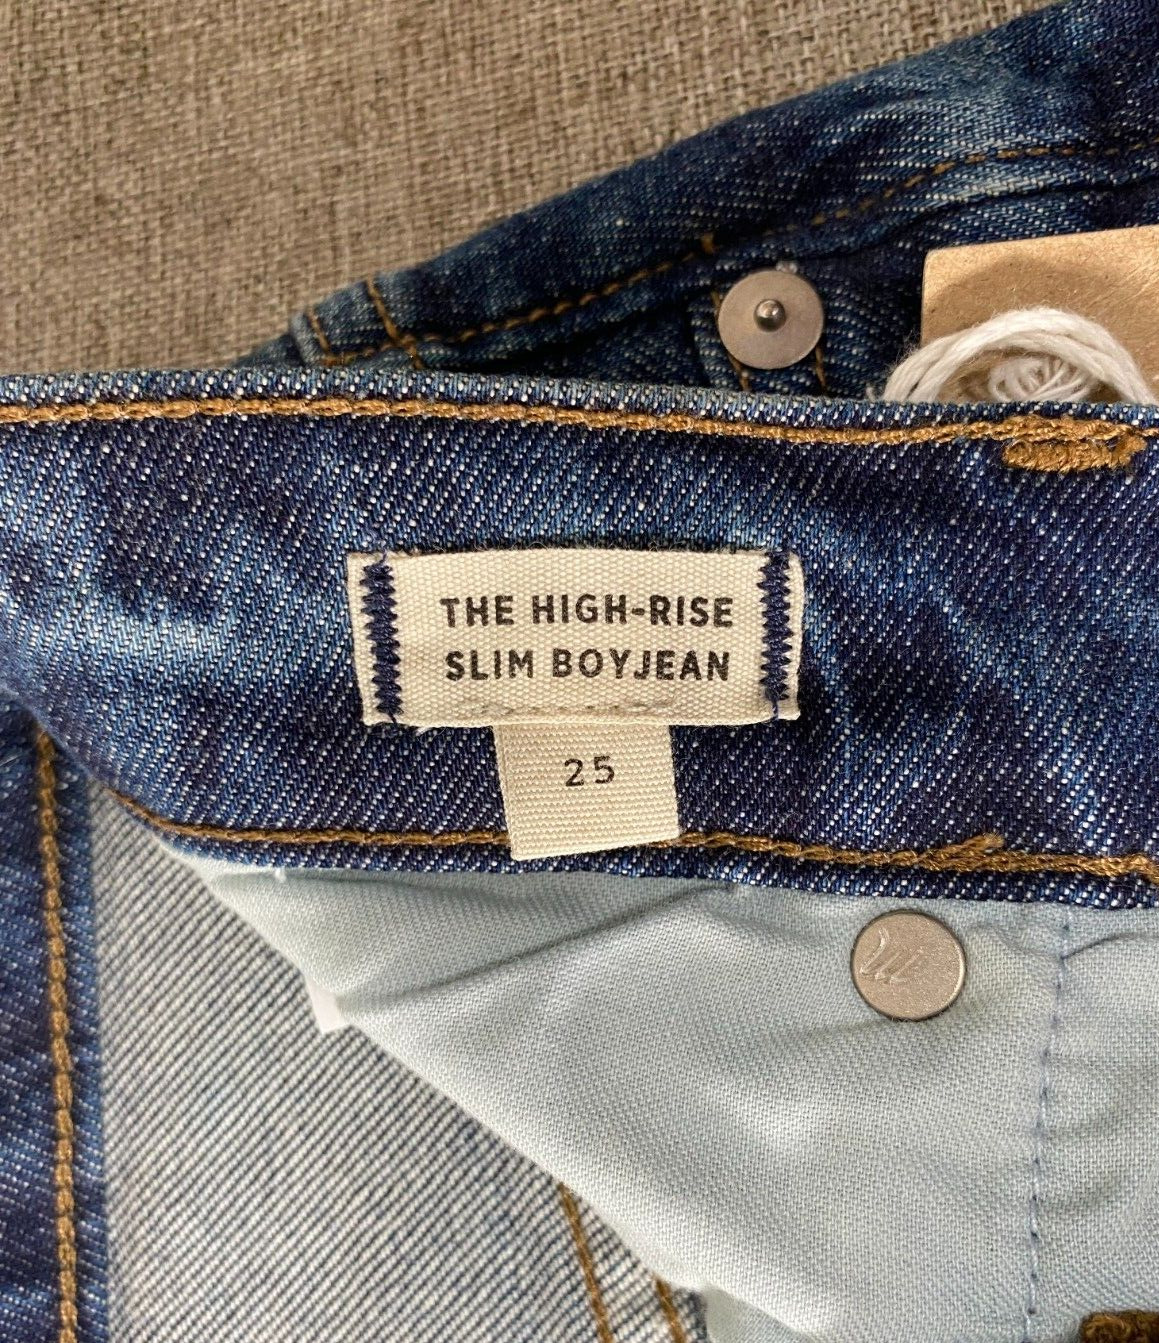 THE HIGH-RISE
SLIM BOYJEAN
25
M